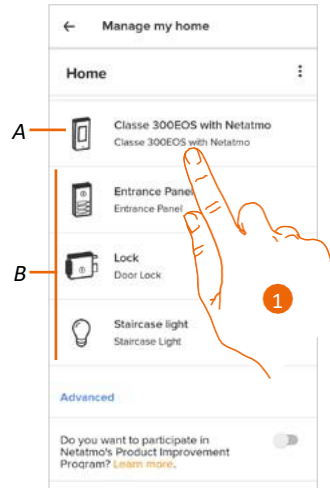 ← Manage my home
Home
A
Classe 300EOS with Netatmo
Classe 300EOS with Netatmo
Entrance Panel
Entrance Panel
B
Lock
Door Lock
1
Staircase light
Staircase Light
Advanced
Do you want to participate in
Netatmo's Product Improvement
Program? Learn more.